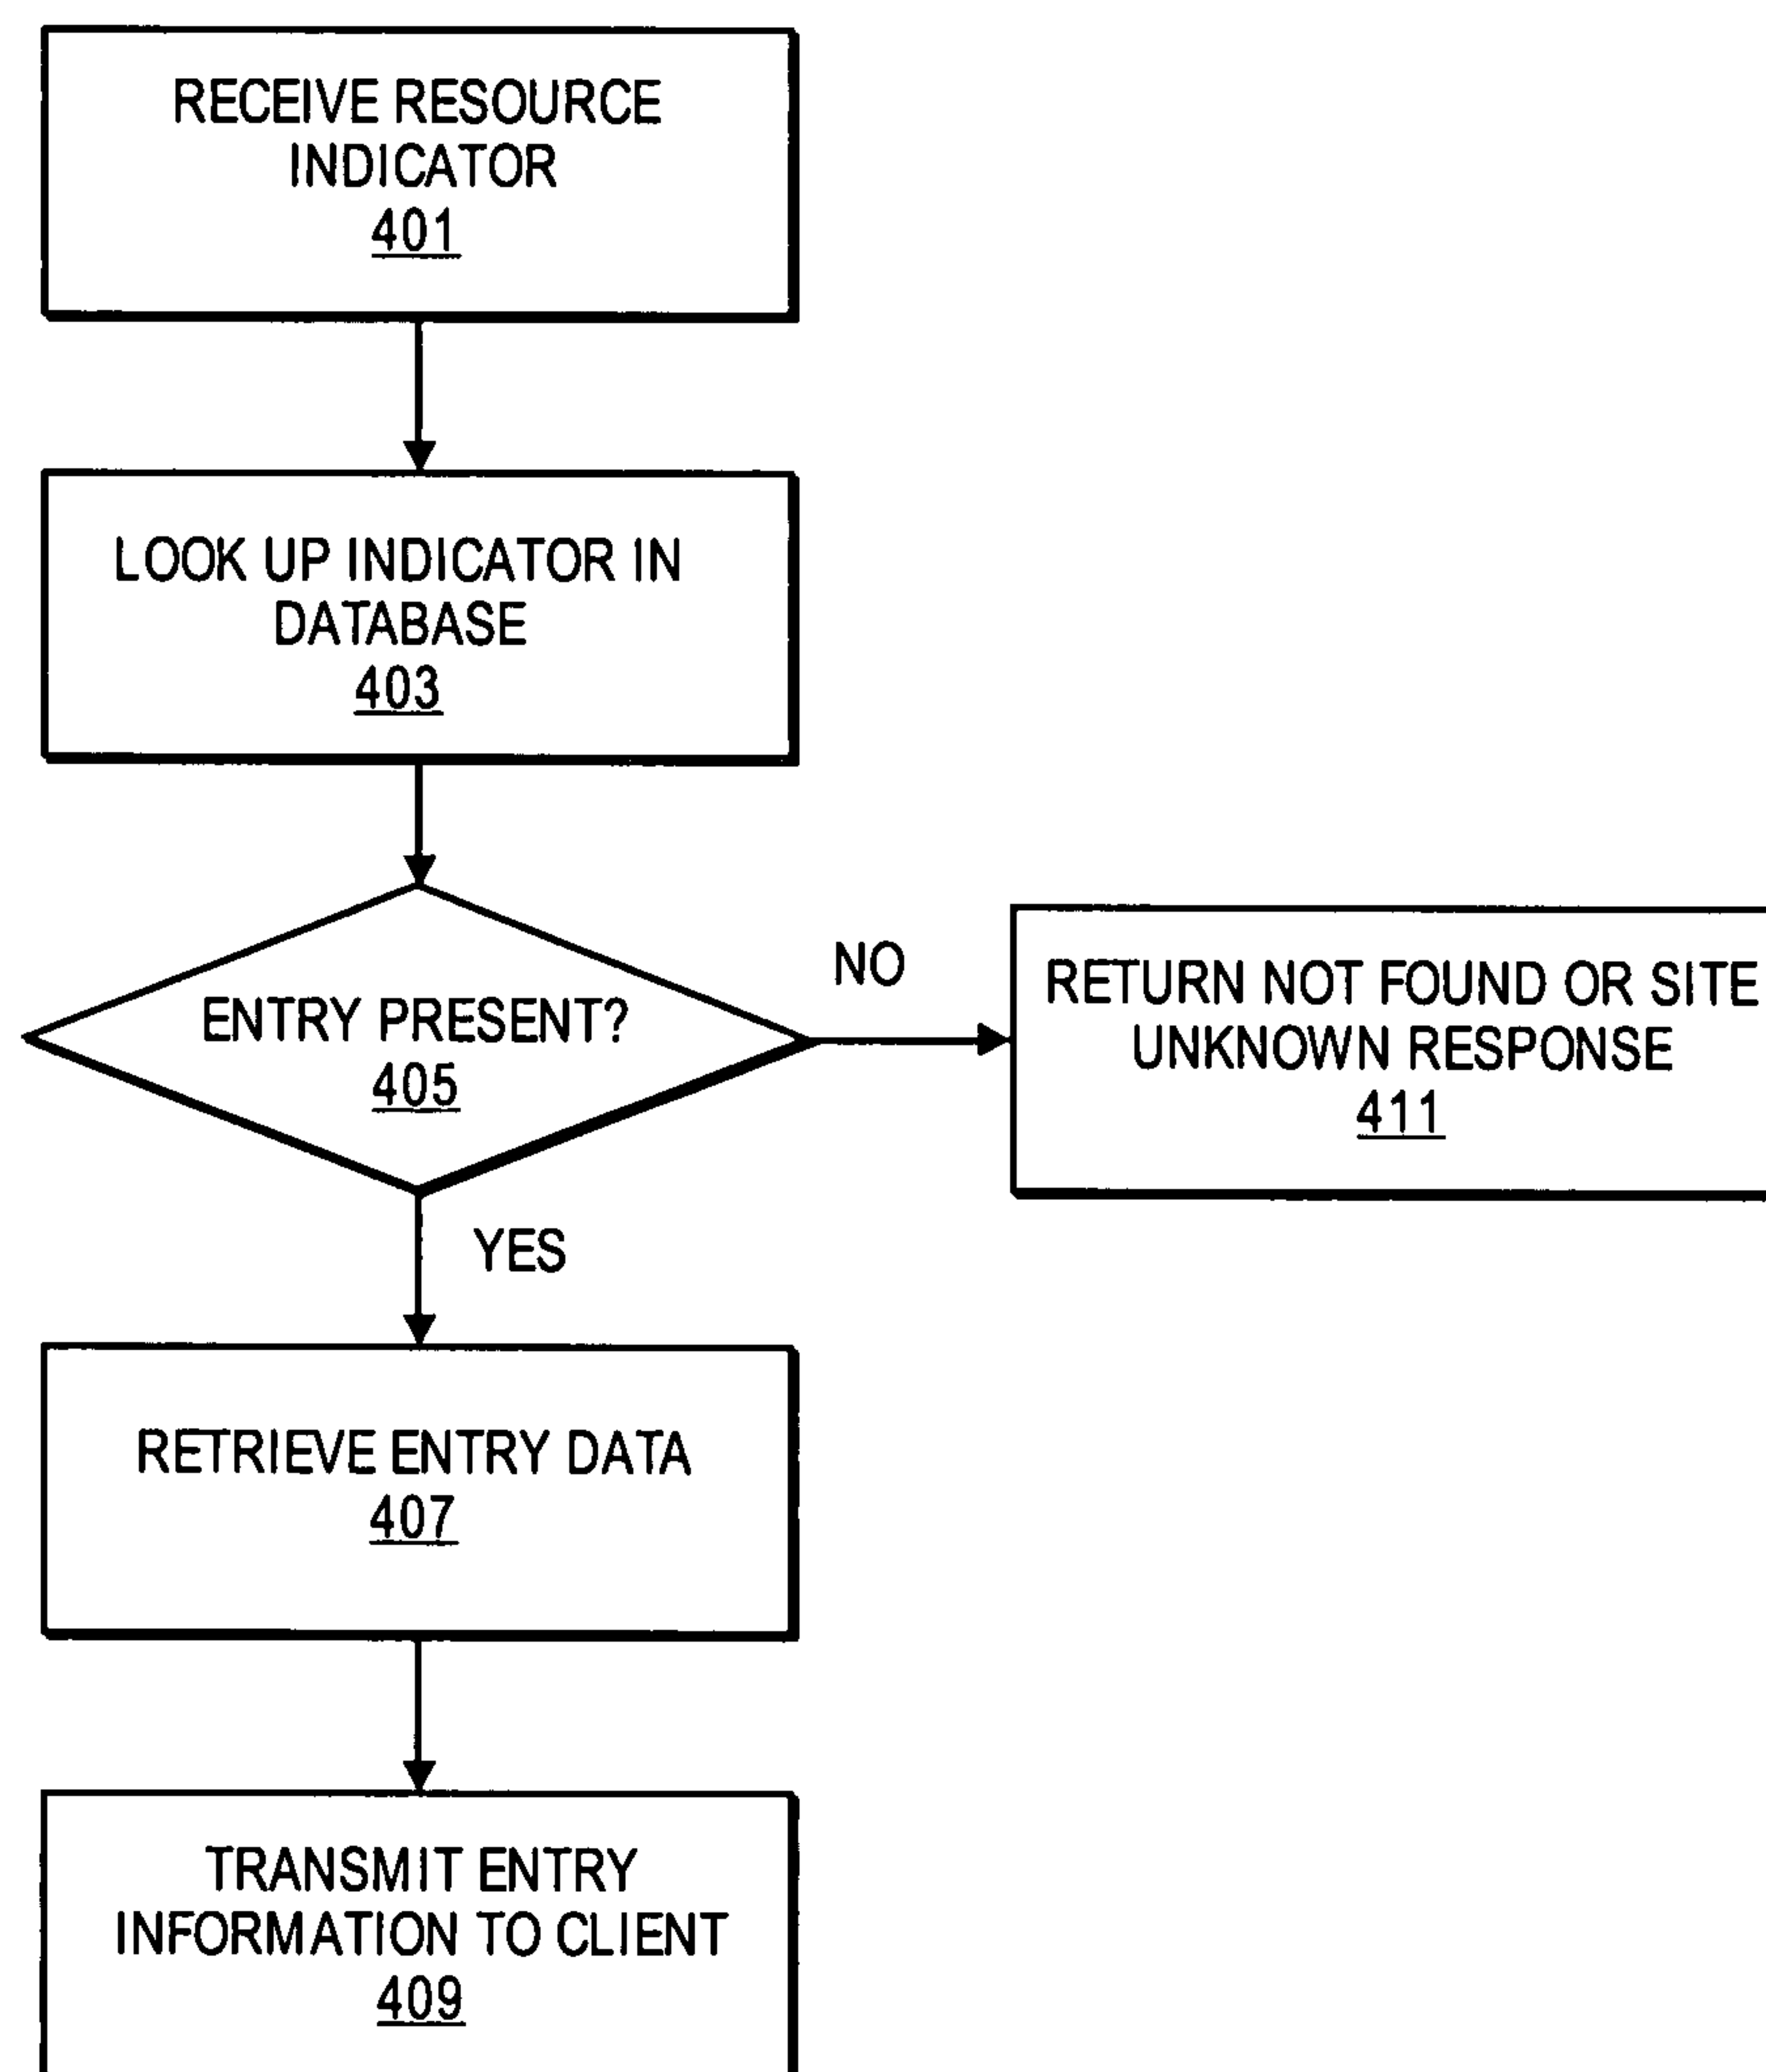 RECEIVE RESOURCE
INDICATOR
401
LOOK UP INDICATOR IN
DATABASE
403
ENTRY PRESENT?
405
NO
RETURN NOT FOUND OR SITE
UNKNOWN RESPONSE
411
YES
RETRIEVE ENTRY DATA
407
TRANSMIT ENTRY
INFORMATION TO CLIENT
409